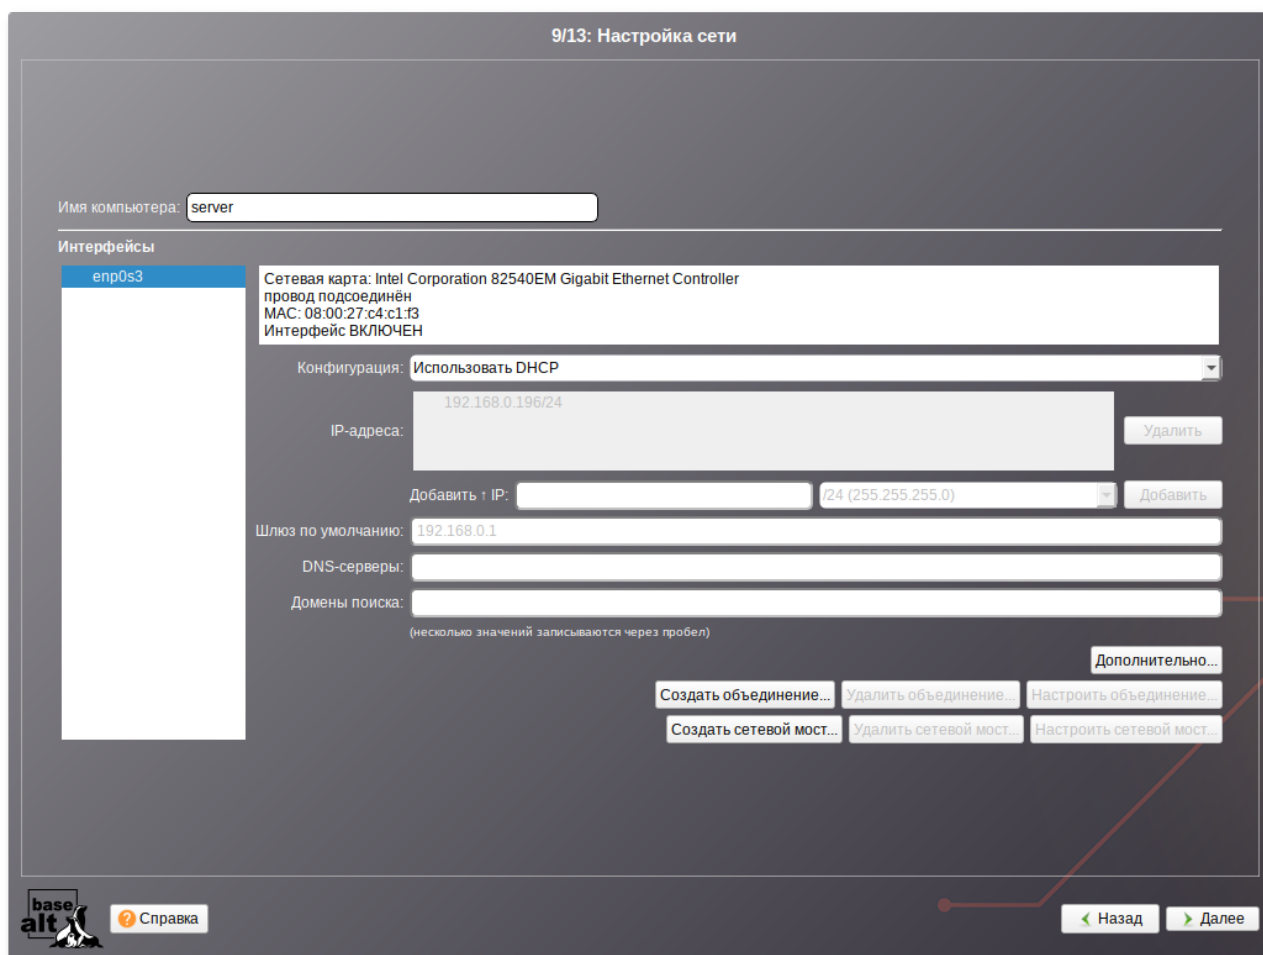 9/13: Настройка сети
Имя компьютера: server
Интерфейсы
enp0s3
Сетевая карта: Intel Corporation 82540EM Gigabit Ethernet Controller
провод подсоединён
MAC: 08:00:27:c4:c1:f3
Интерфейс ВКЛЮЧЕН
Конфигурация: Использовать DHCP
192.168.0.196/24
IP-адреса: Удалить
Добавить ↑ IP: /24 (255.255.255.0) Добавить
Шлюз по умолчанию: 192.168.0.1
DNS-серверы:
Домены поиска:
(несколько значений записываются через пробел)
Дополнительно...
Создать объединение... Удалить объединение... Настроить объединение...
Создать сетевой мост... Удалить сетевой мост... Настроить сетевой мост...
base
alt
Справка Назад Далее